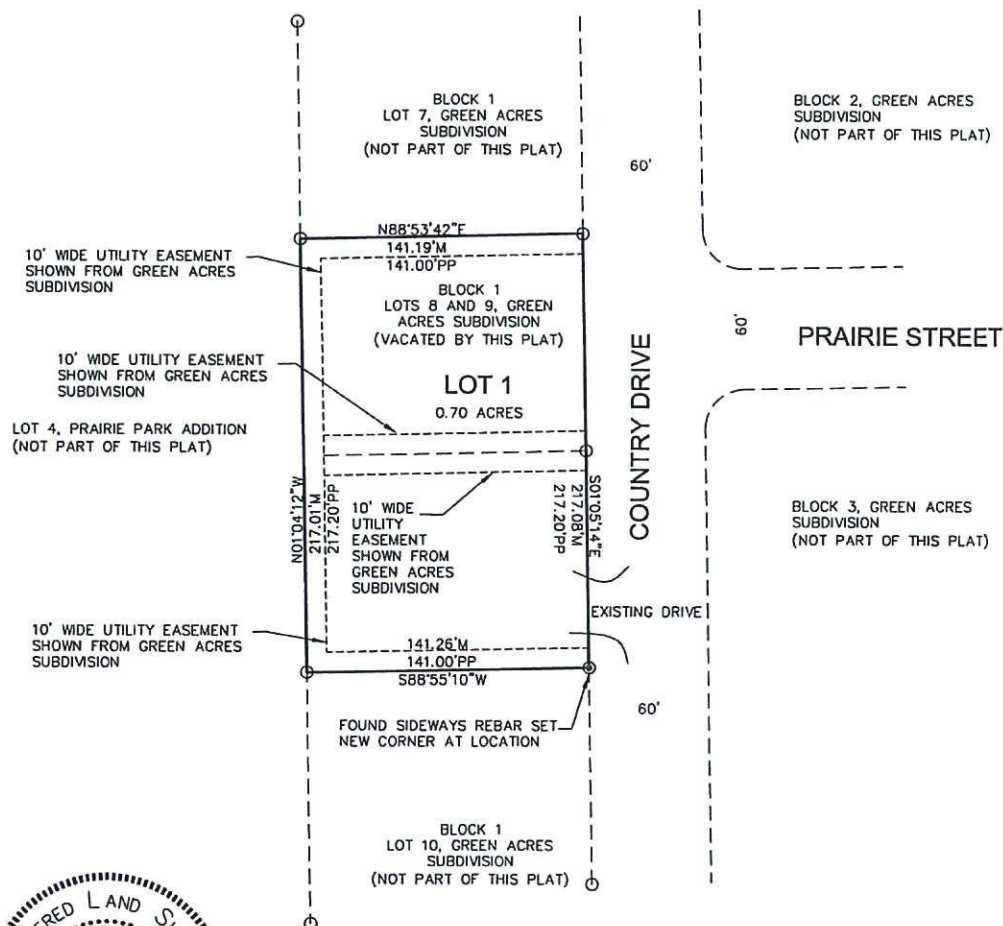 BLOCK 1
LOT 7, GREEN ACRES
SUBDIVISION
(NOT PART OF THIS PLAT)
BLOCK 2, GREEN ACRES
SUBDIVISION
(NOT PART OF THIS PLAT)
60'
N88°53'42"E
141.19'M
141.00'PP
10' WIDE UTILITY EASEMENT
SHOWN FROM GREEN ACRES
SUBDIVISION
BLOCK 1
LOTS 8 AND 9, GREEN
ACRES SUBDIVISION
(VACATED BY THIS PLAT)
60'
PRAIRIE STREET
10' WIDE UTILITY EASEMENT
SHOWN FROM GREEN ACRES
SUBDIVISION
LOT 1
0.70 ACRES
COUNTRY DRIVE
LOT 4, PRAIRIE PARK ADDITION
(NOT PART OF THIS PLAT)
N01°04'12"W
217.01'M
217.20'PP
10' WIDE
UTILITY
EASEMENT
SHOWN FROM
GREEN ACRES
SUBDIVISION
S01°05'14"E
217.08'M
217.20'PP
BLOCK 3, GREEN ACRES
SUBDIVISION
(NOT PART OF THIS PLAT)
EXISTING DRIVE
10' WIDE UTILITY EASEMENT
SHOWN FROM GREEN ACRES
SUBDIVISION
141.26'M
141.00'PP
S88°55'10"W
60'
FOUND SIDEWAYS REBAR SET
NEW CORNER AT LOCATION
BLOCK 1
LOT 10, GREEN ACRES
SUBDIVISION
(NOT PART OF THIS PLAT)
LAND